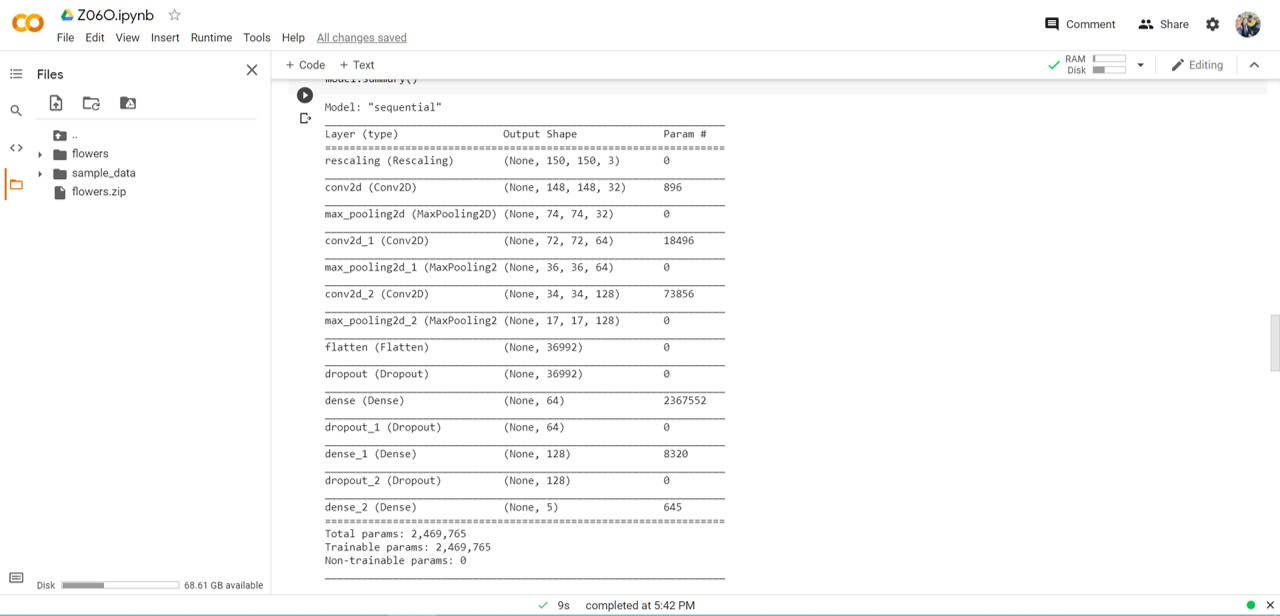 Z06O.ipynb
Comment
Share
File Edit View Insert Runtime Tools Help All changes saved
Files
+ Code + Text
RAM
Disk
Editing
model.summary()
..
flowers
sample_data
flowers.zip
Model: "sequential"
Layer (type) Output Shape Param #
=================================================================
rescaling (Rescaling) (None, 150, 150, 3) 0
conv2d (Conv2D) (None, 148, 148, 32) 896
max_pooling2d (MaxPooling2D) (None, 74, 74, 32) 0
conv2d_1 (Conv2D) (None, 72, 72, 64) 18496
max_pooling2d_1 (MaxPooling2 (None, 36, 36, 64) 0
conv2d_2 (Conv2D) (None, 34, 34, 128) 73856
max_pooling2d_2 (MaxPooling2 (None, 17, 17, 128) 0
flatten (Flatten) (None, 36992) 0
dropout (Dropout) (None, 36992) 0
dense (Dense) (None, 64) 2367552
dropout_1 (Dropout) (None, 64) 0
dense_1 (Dense) (None, 128) 8320
dropout_2 (Dropout) (None, 128) 0
dense_2 (Dense) (None, 5) 645
=================================================================
Total params: 2,469,765
Trainable params: 2,469,765
Non-trainable params: 0
Disk 68.61 GB available
9s completed at 5:42 PM